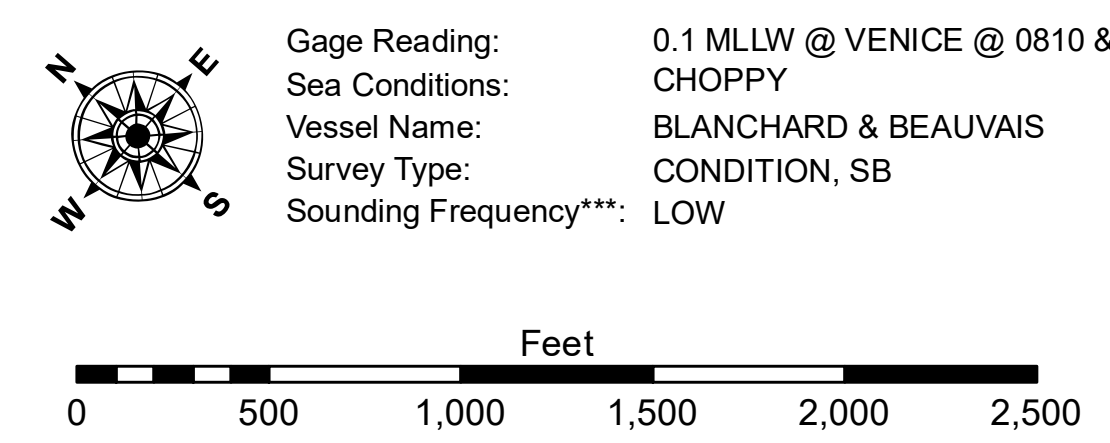 N
E
W
S
Gage Reading: 0.1 MLLW @ VENICE @ 0810 &
Sea Conditions: CHOPPY
Vessel Name: BLANCHARD & BEAUVAIS
Survey Type: CONDITION, SB
Sounding Frequency***: LOW
Feet
0 500 1,000 1,500 2,000 2,500